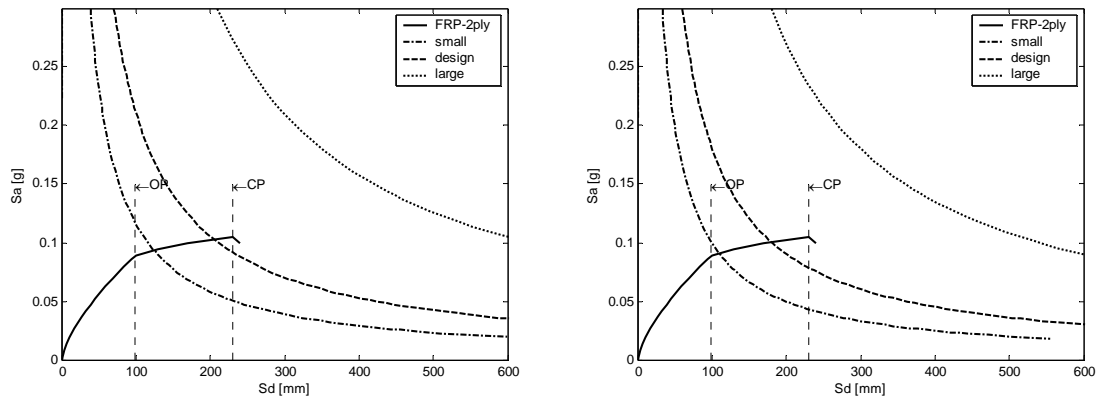 FRP-2ply
small
design
large
0.25
0.2
0.15
0.1
0.05
0
Sa [g]
←OP
←CP
0 100 200 300 400 500 600
Sd [mm]
FRP-2ply
small
design
large
0.25
0.2
0.15
0.1
0.05
0
Sa [g]
←OP
←CP
0 100 200 300 400 500 600
Sd [mm]